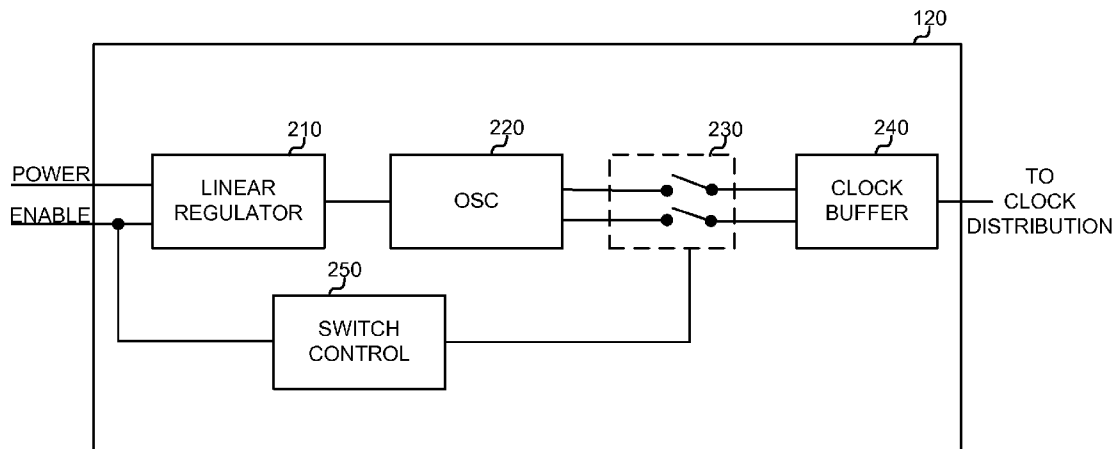 120
210
220
230
240
POWER
ENABLE
LINEAR
REGULATOR
OSC
CLOCK
BUFFER
TO
CLOCK
DISTRIBUTION
250
SWITCH
CONTROL